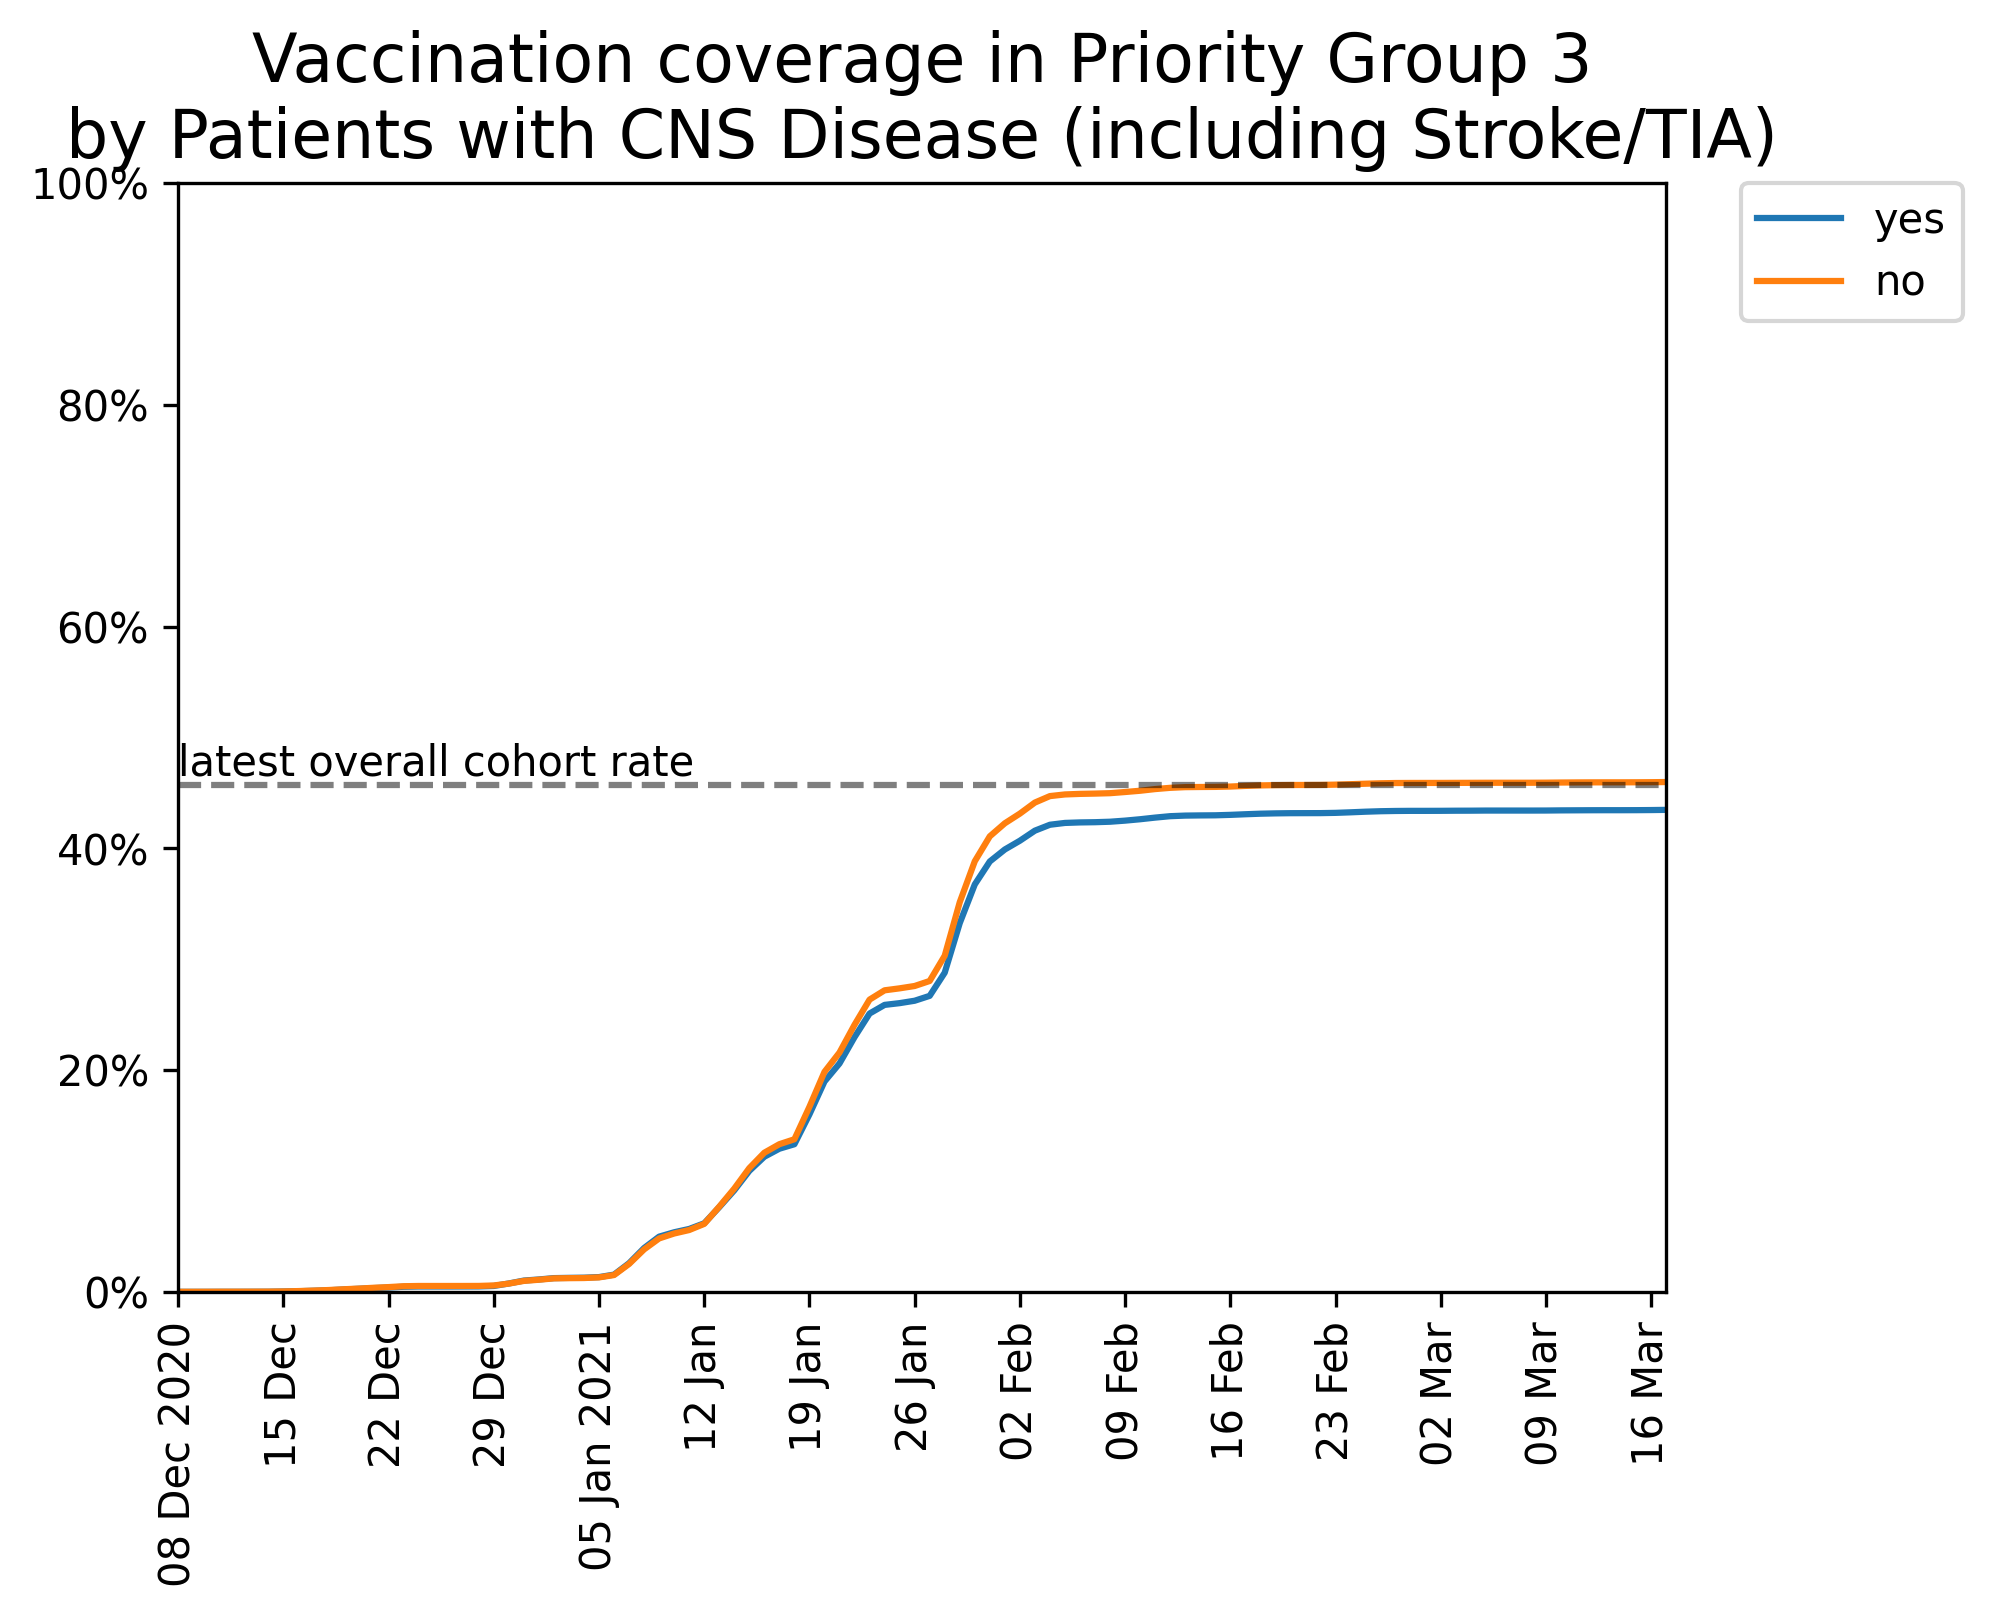 Vaccination coverage in Priority Group 3
by Patients with CNS Disease (including Stroke/TIA)
100%
80%
60%
40%
20%
0%
latest overall cohort rate
yes
no
08 Dec 2020
15 Dec
22 Dec
29 Dec
05 Jan 2021
12 Jan
19 Jan
26 Jan
02 Feb
09 Feb
16 Feb
23 Feb
02 Mar
09 Mar
16 Mar